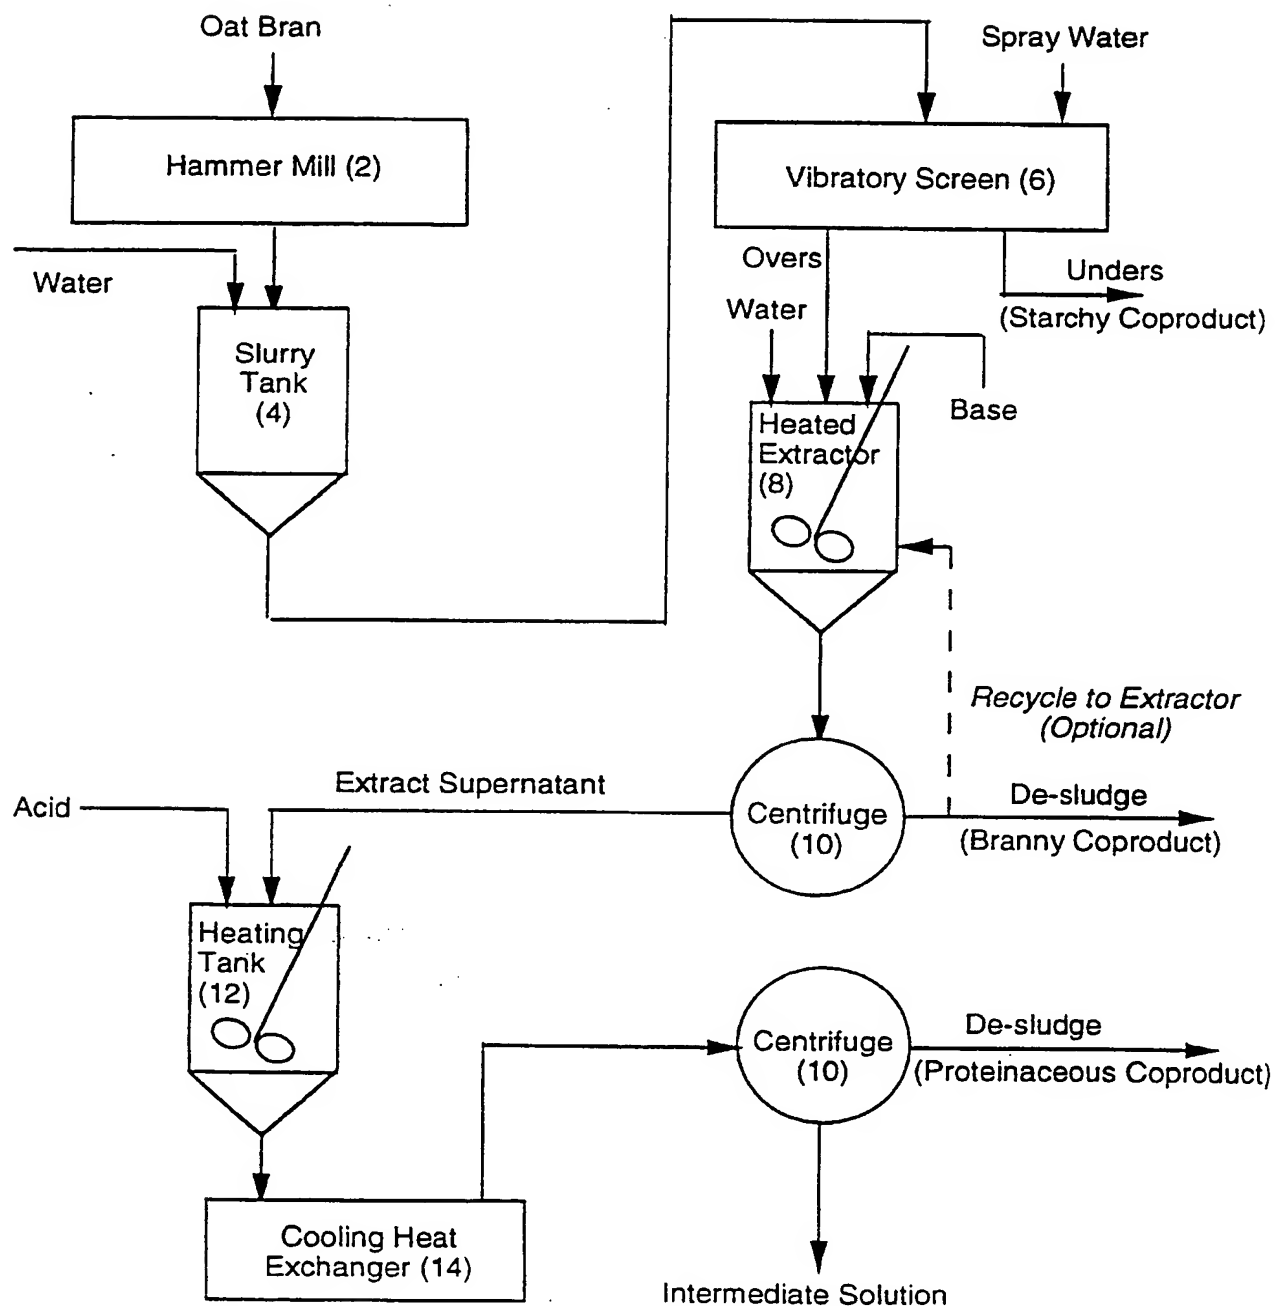 Oat Bran
Spray Water
Hammer Mill (2)
Vibratory Screen (6)
Water
Overs
Unders
(Starchy Coproduct)
Water
Slurry
Tank
(4)
Base
Heated
Extractor
(8)
Recycle to Extractor
(Optional)
Extract Supernatant
Acid
Centrifuge
(10)
De-sludge
(Branny Coproduct)
Heating
Tank
(12)
Centrifuge
(10)
De-sludge
(Proteinaceous Coproduct)
Cooling Heat
Exchanger (14)
Intermediate Solution